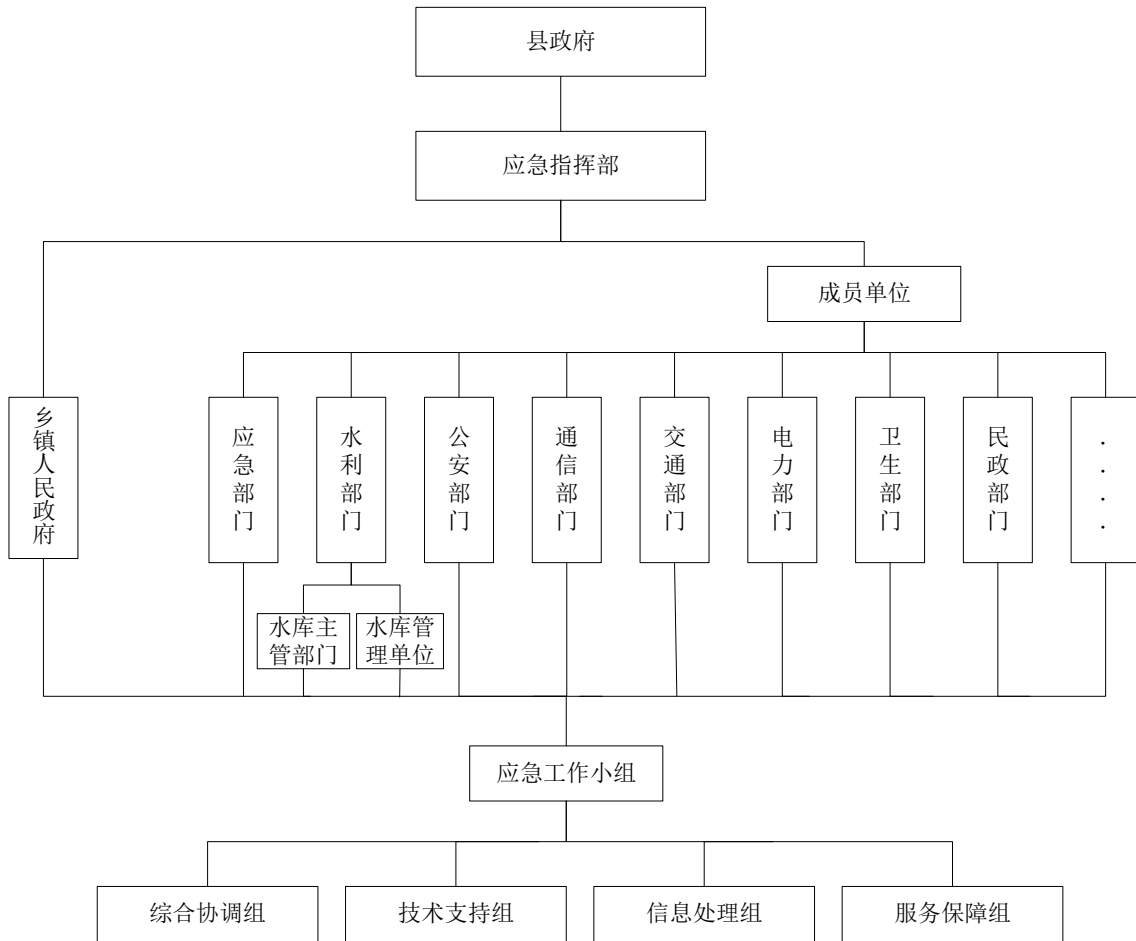 县政府
应急指挥部
成员单位
乡镇人民政府
应急部门
水利部门
公安部门
通信部门
交通部门
电力部门
卫生部门
民政部门
....
水库主
管部门
水库管
理单位
应急工作小组
综合协调组
技术支持组
信息处理组
服务保障组